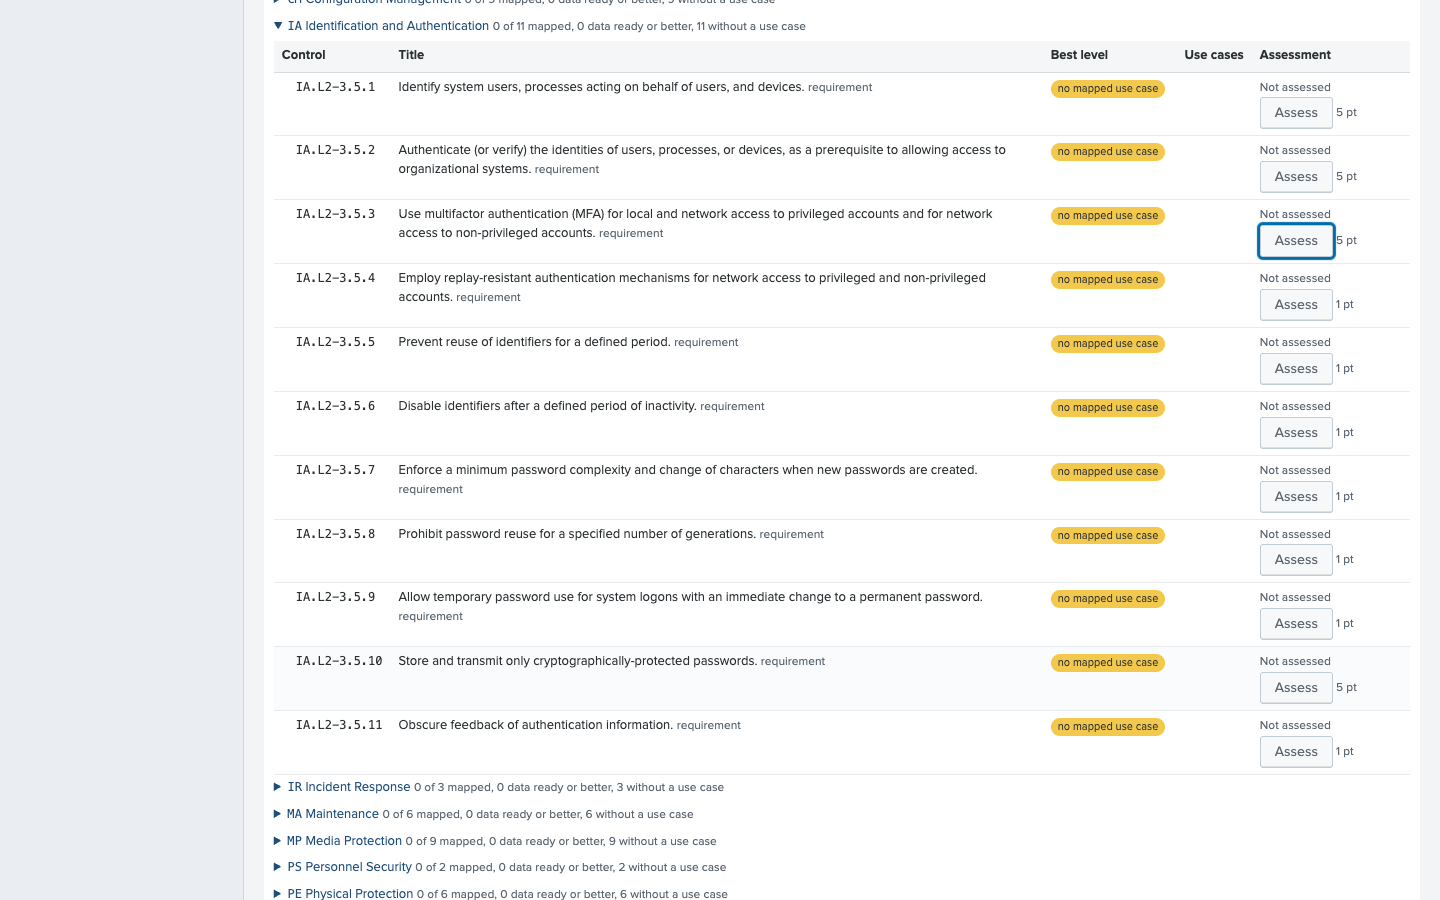 CM Configuration Management 0 of 9 mapped, 0 data ready or better, 9 without a use case
IA Identification and Authentication 0 of 11 mapped, 0 data ready or better, 11 without a use case
Control Title Best level Use cases Assessment
IA.L2-3.5.1 Identify system users, processes acting on behalf of users, and devices. requirement no mapped use case Not assessed
Assess 5 pt
IA.L2-3.5.2 Authenticate (or verify) the identities of users, processes, or devices, as a prerequisite to allowing access to no mapped use case Not assessed
organizational systems. requirement Assess 5 pt
IA.L2-3.5.3 Use multifactor authentication (MFA) for local and network access to privileged accounts and for network no mapped use case Not assessed
access to non-privileged accounts. requirement Assess 5 pt
IA.L2-3.5.4 Employ replay-resistant authentication mechanisms for network access to privileged and non-privileged no mapped use case Not assessed
accounts. requirement Assess 1 pt
IA.L2-3.5.5 Prevent reuse of identifiers for a defined period. requirement no mapped use case Not assessed
Assess 1 pt
IA.L2-3.5.6 Disable identifiers after a defined period of inactivity. requirement no mapped use case Not assessed
Assess 1 pt
IA.L2-3.5.7 Enforce a minimum password complexity and change of characters when new passwords are created. no mapped use case Not assessed
requirement Assess 1 pt
IA.L2-3.5.8 Prohibit password reuse for a specified number of generations. requirement no mapped use case Not assessed
Assess 1 pt
IA.L2-3.5.9 Allow temporary password use for system logons with an immediate change to a permanent password. no mapped use case Not assessed
requirement Assess 1 pt
IA.L2-3.5.10 Store and transmit only cryptographically-protected passwords. requirement no mapped use case Not assessed
Assess 5 pt
IA.L2-3.5.11 Obscure feedback of authentication information. requirement no mapped use case Not assessed
Assess 1 pt
IR Incident Response 0 of 3 mapped, 0 data ready or better, 3 without a use case
MA Maintenance 0 of 6 mapped, 0 data ready or better, 6 without a use case
MP Media Protection 0 of 9 mapped, 0 data ready or better, 9 without a use case
PS Personnel Security 0 of 2 mapped, 0 data ready or better, 2 without a use case
PE Physical Protection 0 of 6 mapped, 0 data ready or better, 6 without a use case